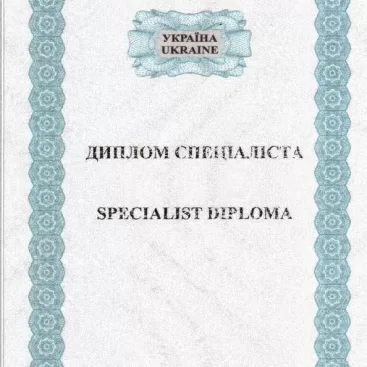 УКРАЇНА
UKRAINE
ДИПЛОМ СПЕЦІАЛІСТА
SPECIALIST DIPLOMA